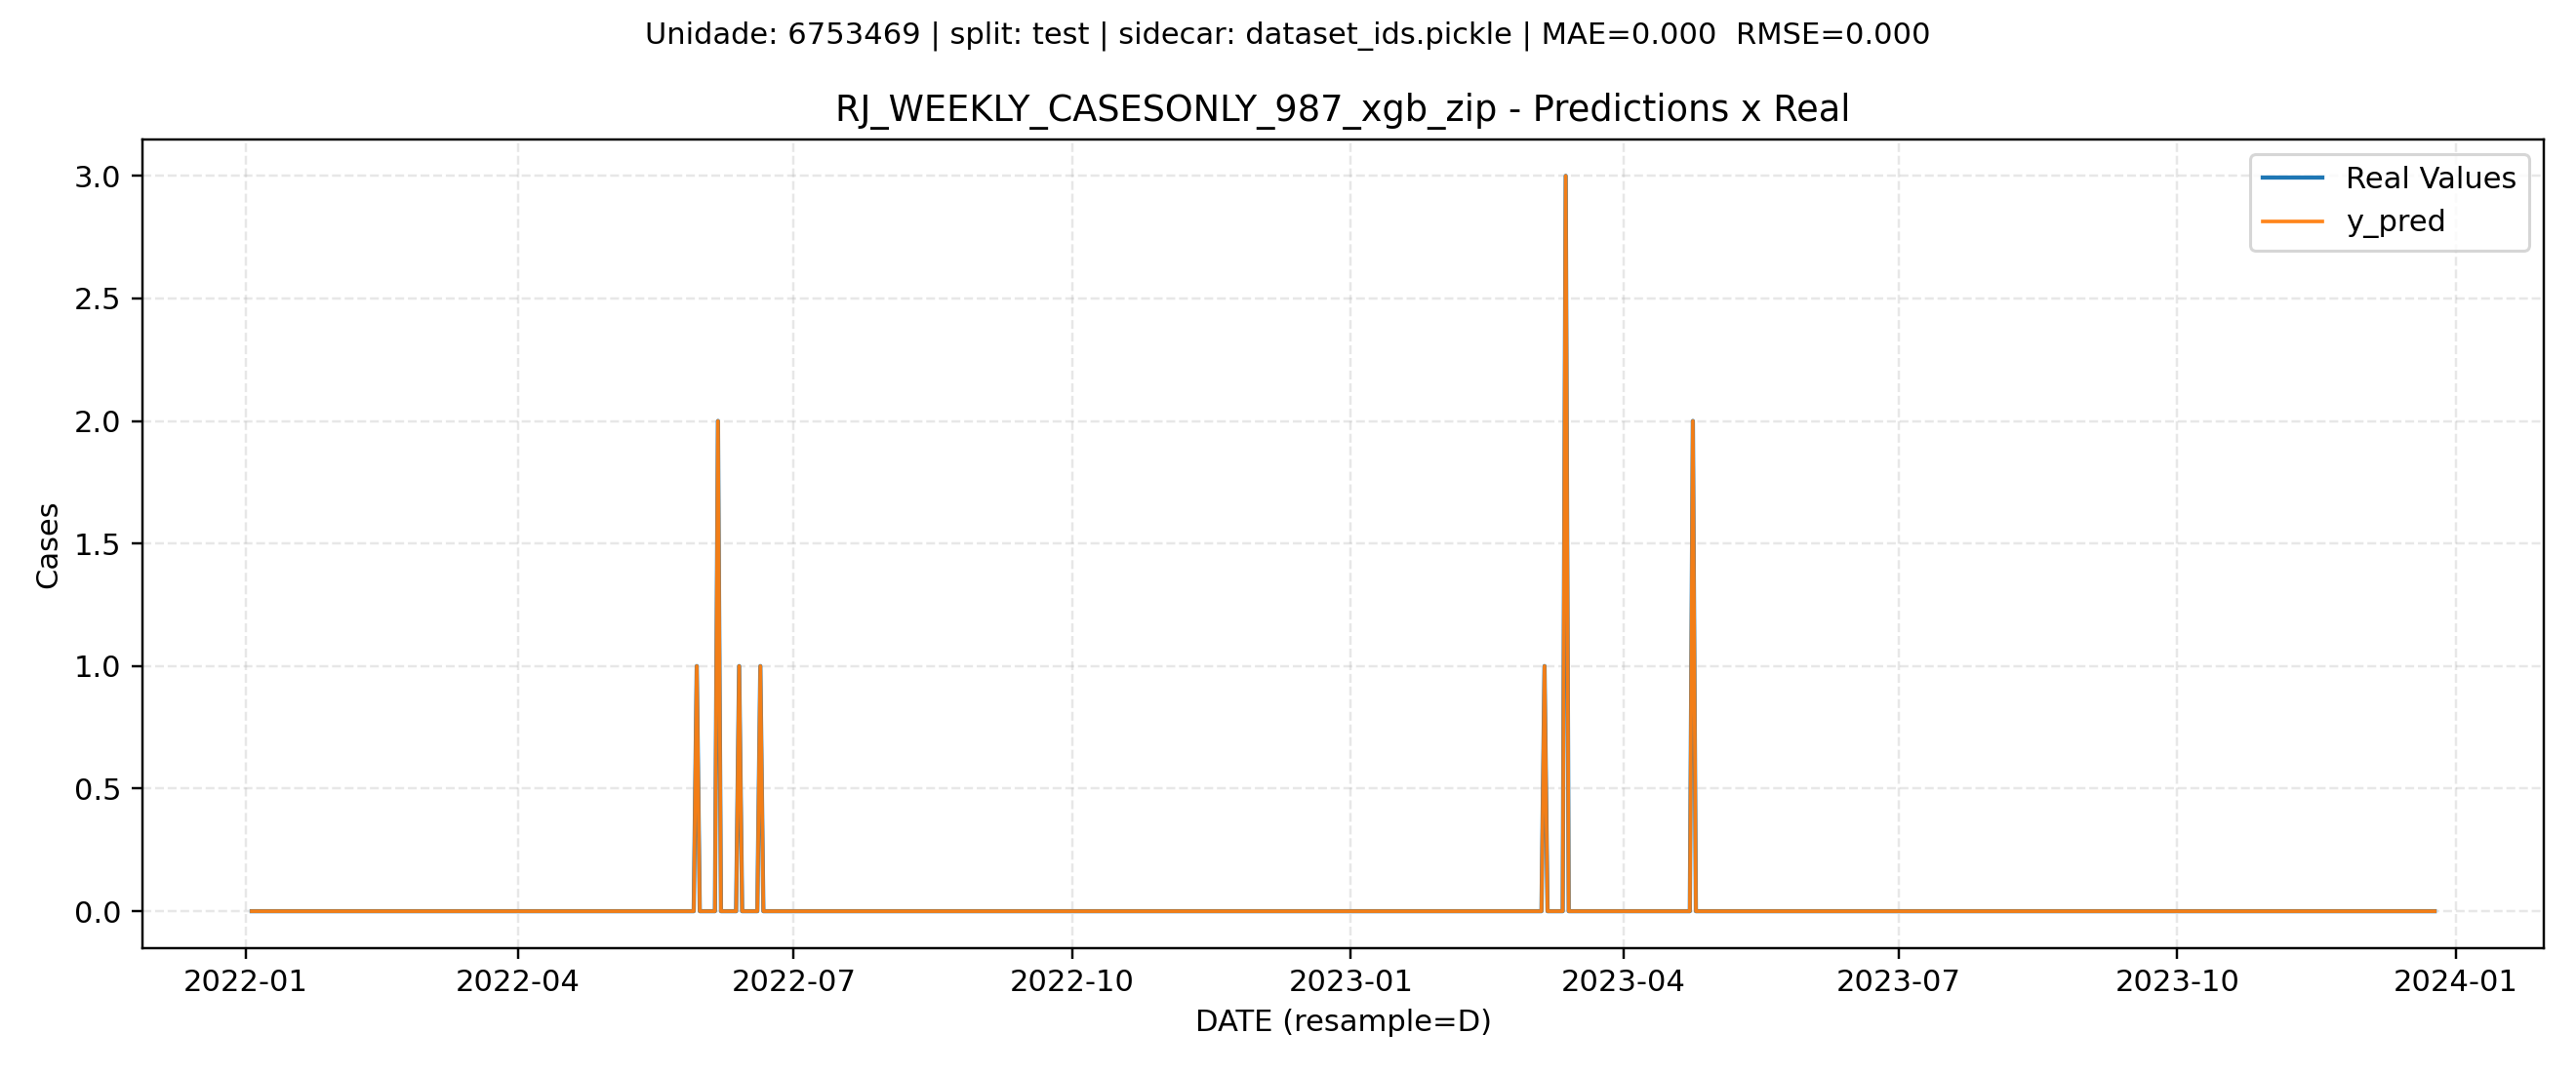 Unidade: 6753469 | split: test | sidecar: dataset_ids.pickle | MAE=0.000  RMSE=0.000
RJ_WEEKLY_CASESONLY_987_xgb_zip - Predictions x Real
Real Values
y_pred
Cases
3.0
2.5
2.0
1.5
1.0
0.5
0.0
2022-01 2022-04 2022-07 2022-10 2023-01 2023-04 2023-07 2023-10 2024-01
DATE (resample=D)